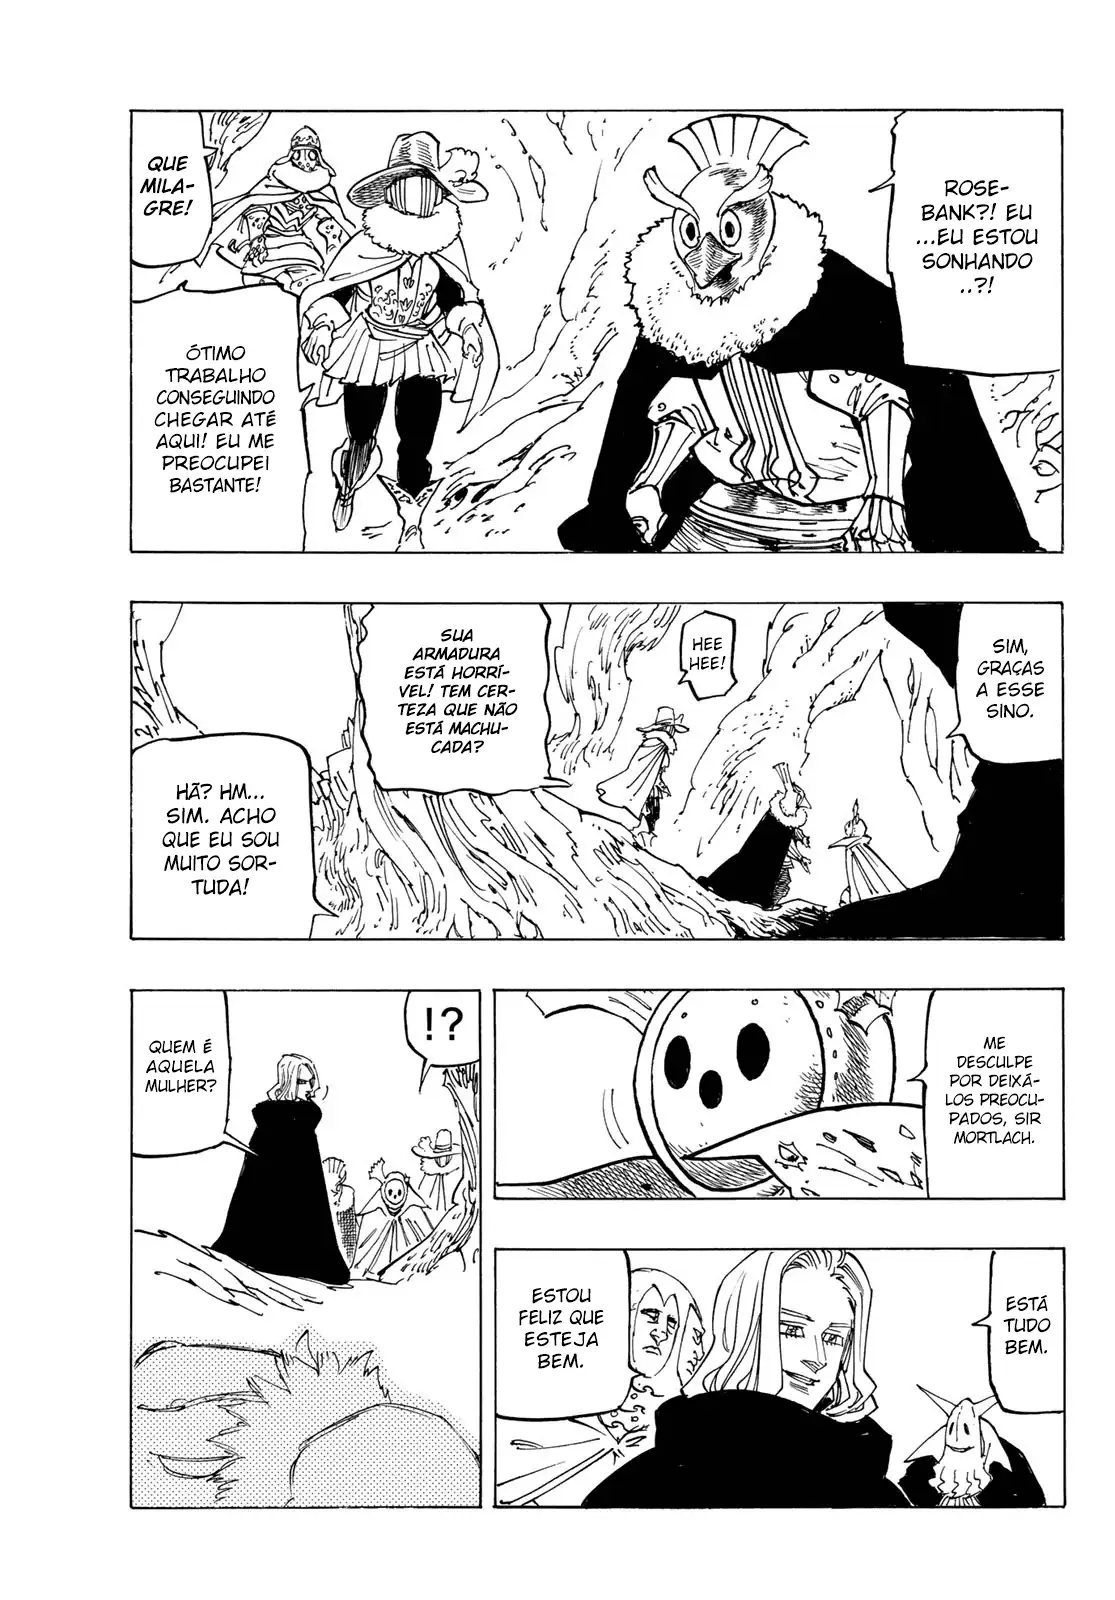 ROSE-
BANK?! EU
...EU ESTOU
SONHANDO
..?!
QUE
MILA-
GRE!
ÓTIMO
TRABALHO
CONSEGUINDO
CHEGAR ATÉ
AQUI! EU ME
PREOCUPEI
BASTANTE!
SIM,
GRAÇAS
A ESSE
SINO.
HEE
HEE!
SUA
ARMADURA
ESTÁ HORRÍ-
VEL! TEM CER-
TEZA QUE NÃO
ESTÁ MACHU-
CADA?
HÃ? HM...
SIM. ACHO
QUE EU SOU
MUITO SOR-
TUDA!
ME
DESCULPE
POR DEIXÁ-
LOS PREOCU-
PADOS, SIR
MORTLACH.
ESTÁ
TUDO
BEM.
ESTOU
FELIZ QUE
ESTEJA
BEM.
!?
QUEM É
AQUELA
MULHER?